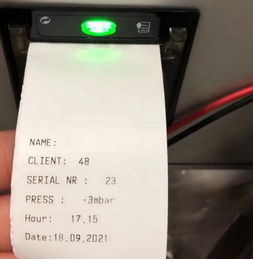 NAME:
CLIENT: 48
SERIAL NR : 23
PRESS : -3mbar
Hour: 17,15
Date:18,09,2021